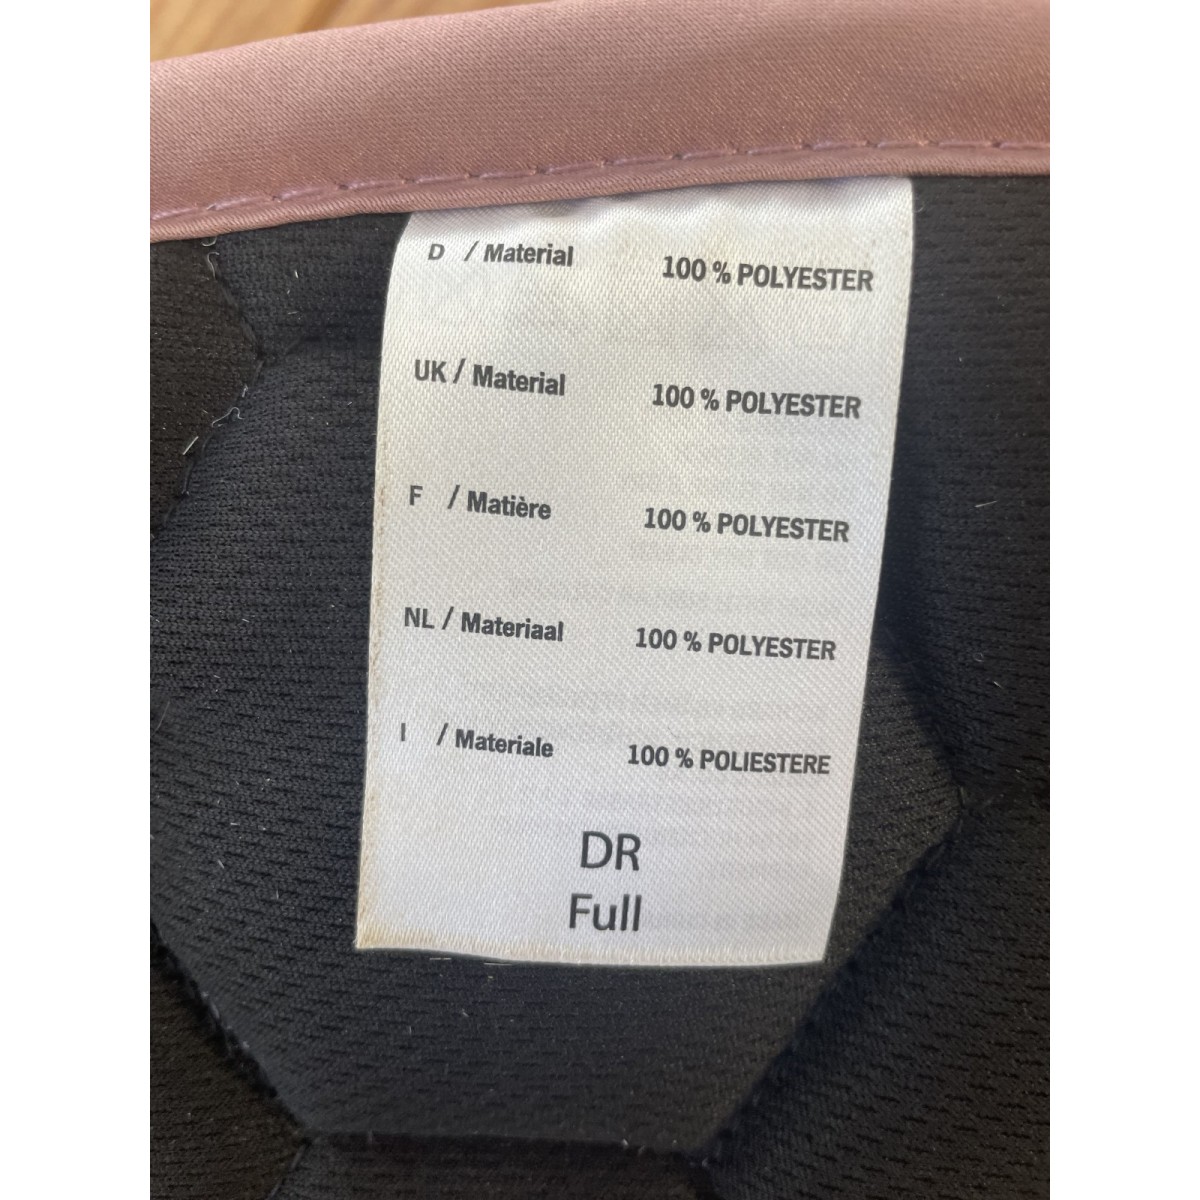 D / Material 100 % POLYESTER
UK / Material 100 % POLYESTER
F / Matière 100 % POLYESTER
NL / Materiaal 100 % POLYESTER
I / Materiale 100 % POLIESTERE
DR
Full